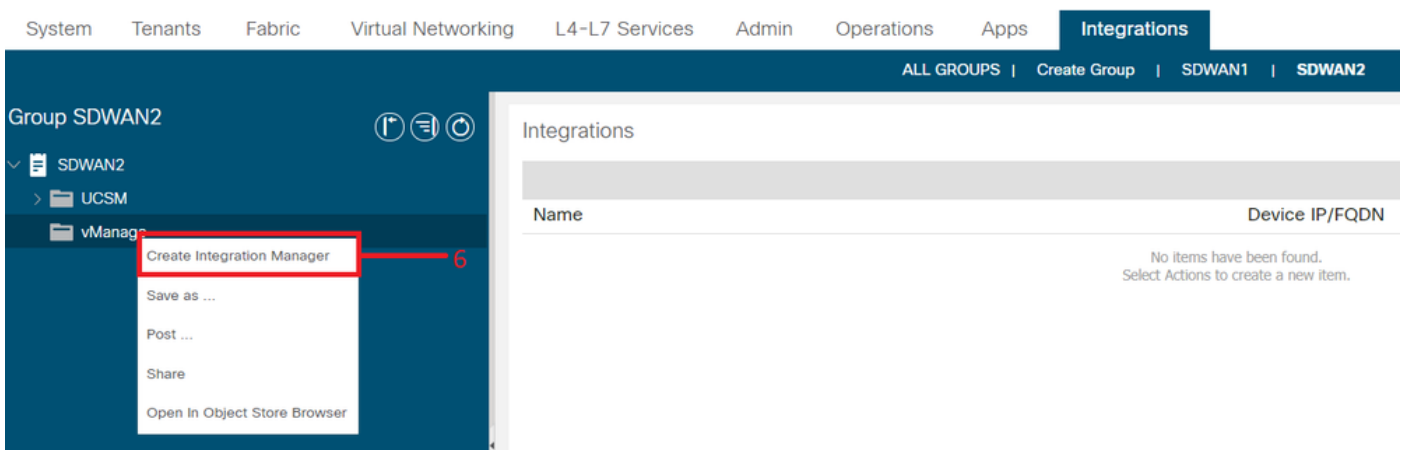 System Tenants Fabric Virtual Networking L4-L7 Services Admin Operations Apps Integrations
ALL GROUPS | Create Group | SDWAN1 | SDWAN2
Group SDWAN2
SDWAN2
UCSM
vManage
Create Integration Manager
6
Save as ...
Post ...
Share
Open In Object Store Browser
Integrations
Name Device IP/FQDN
No items have been found.
Select Actions to create a new item.